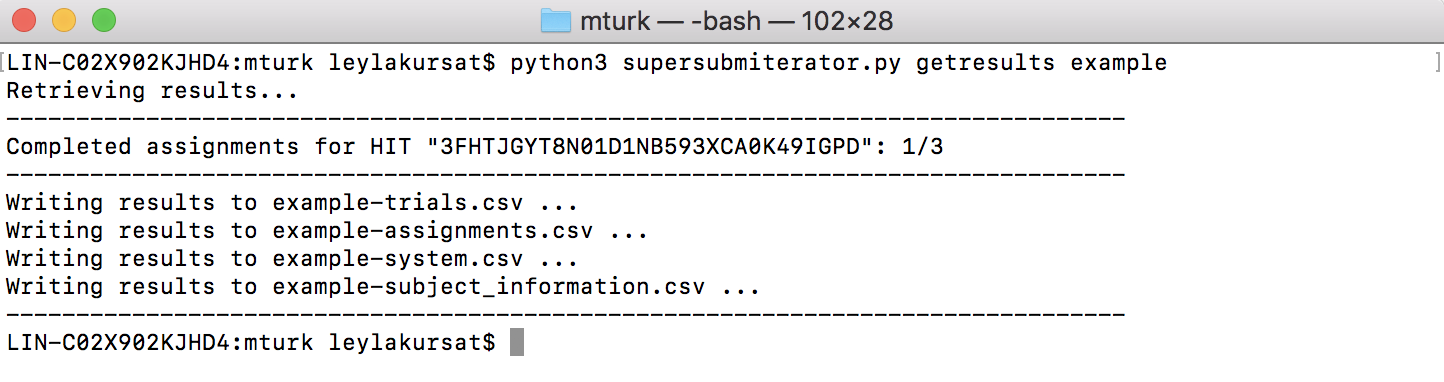 mturk — -bash — 102×28
[LIN-C02X902KJHD4:mturk leylakursat$ python3 supersubmiterator.py getresults example ]
Retrieving results...
--------------------------------------------------------------------------------
Completed assignments for HIT "3FHTJGYT8N01D1NB593XCA0K49IGPD": 1/3
--------------------------------------------------------------------------------
Writing results to example-trials.csv ...
Writing results to example-assignments.csv ...
Writing results to example-system.csv ...
Writing results to example-subject_information.csv ...
--------------------------------------------------------------------------------
LIN-C02X902KJHD4:mturk leylakursat$